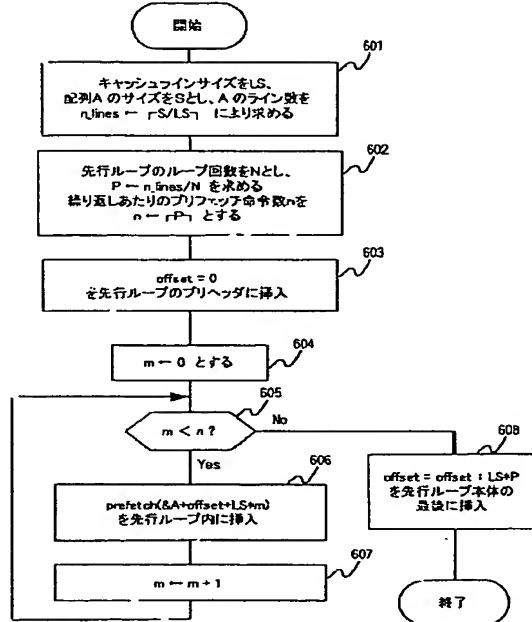 開始
601
キャッシュラインサイズをLS、
配列A のサイズをSとし、A のライン数を
n_lines ← ┌S/LS┐ により求める
602
先行ループのループ回数をNとし、
P ← n_lines/N を求める
繰り返しあたりのプリフェッチ命令数nを
n ← ┌P┐ とする
603
offset = 0
を先行ループのプリヘッダに挿入
604
m ← 0 とする
605
m < n ?
No
Yes
606
prefetch(&A+offset+LS*m)
を先行ループ内に挿入
607
m ← m + 1
608
offset = offset : LS*P
を先行ループ本体の
最後に挿入
終了